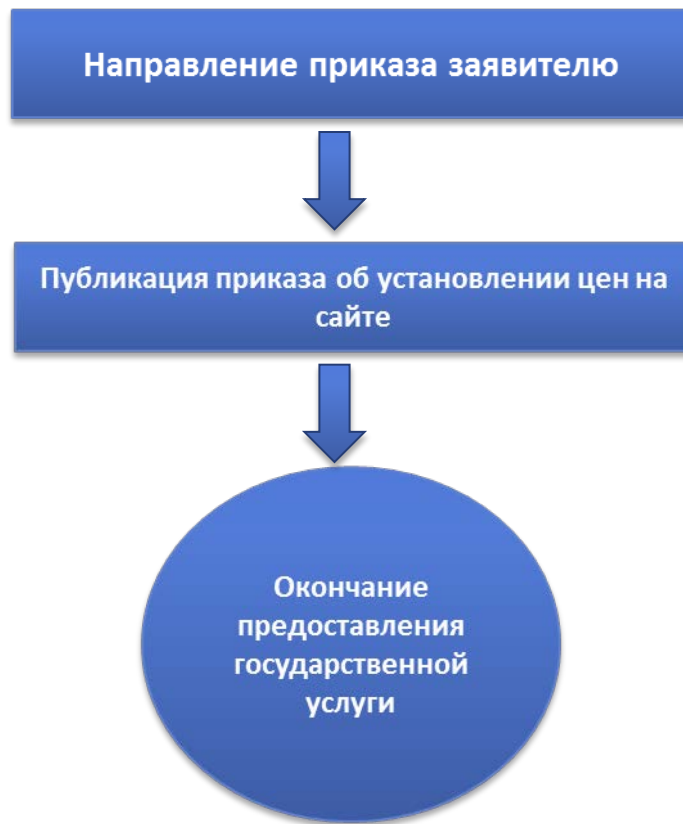 Направление приказа заявителю
Публикация приказа об установлении цен на
сайте
Окончание
предоставления
государственной
услуги